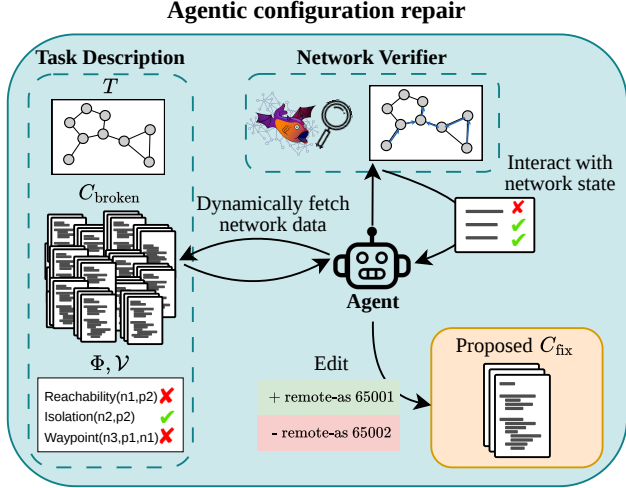 Agentic configuration repair
Task Description
T
C_broken
Φ, 𝒱
Reachability(n1,p2) ✘
Isolation(n2,p2) ✓
Waypoint(n3,p1,n1) ✘
Network Verifier
Dynamically fetch
network data
Interact with
network state
✘
✓
✓
Agent
Edit
+ remote-as 65001
- remote-as 65002
Proposed C_fix